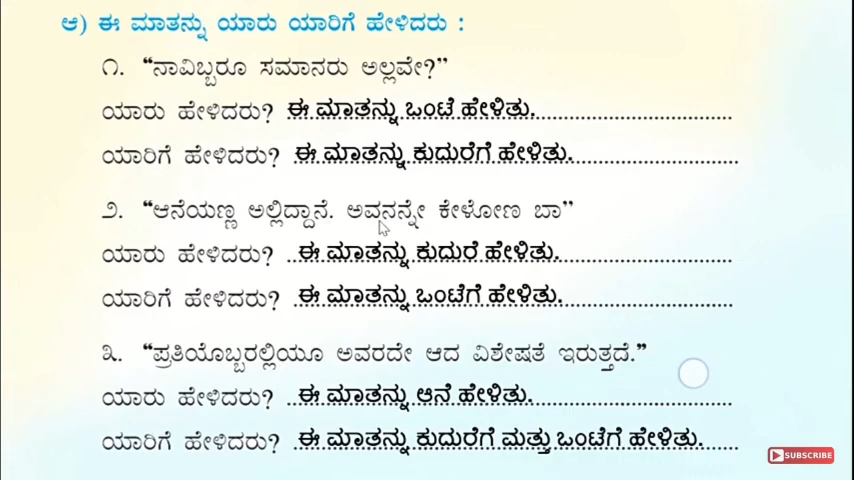 ಆ) ಈ ಮಾತನ್ನು ಯಾರು ಯಾರಿಗೆ ಹೇಳಿದರು :
೧. “ನಾವಿಬ್ಬರೂ ಸಮಾನರು ಅಲ್ಲವೇ?”
ಯಾರು ಹೇಳಿದರು? ಈ ಮಾತನ್ನು ಒಂಟೆ ಹೇಳಿತು.
ಯಾರಿಗೆ ಹೇಳಿದರು? ಈ ಮಾತನ್ನು ಕುದುರೆಗೆ ಹೇಳಿತು.
೨. “ಆನೆಯಣ್ಣ ಅಲ್ಲಿದ್ದಾನೆ. ಅವನನ್ನೇ ಕೇಳೋಣ ಬಾ”
ಯಾರು ಹೇಳಿದರು? ಈ ಮಾತನ್ನು ಕುದುರೆ ಹೇಳಿತು.
ಯಾರಿಗೆ ಹೇಳಿದರು? ಈ ಮಾತನ್ನು ಒಂಟೆಗೆ ಹೇಳಿತು.
೩. “ಪ್ರತಿಯೊಬ್ಬರಲ್ಲಿಯೂ ಅವರದೇ ಆದ ವಿಶೇಷತೆ ಇರುತ್ತದೆ.”
ಯಾರು ಹೇಳಿದರು? ಈ ಮಾತನ್ನು ಆನೆ ಹೇಳಿತು.
ಯಾರಿಗೆ ಹೇಳಿದರು? ಈ ಮಾತನ್ನು ಕುದುರೆಗೆ ಮತ್ತು ಒಂಟೆಗೆ ಹೇಳಿತು.
SUBSCRIBE